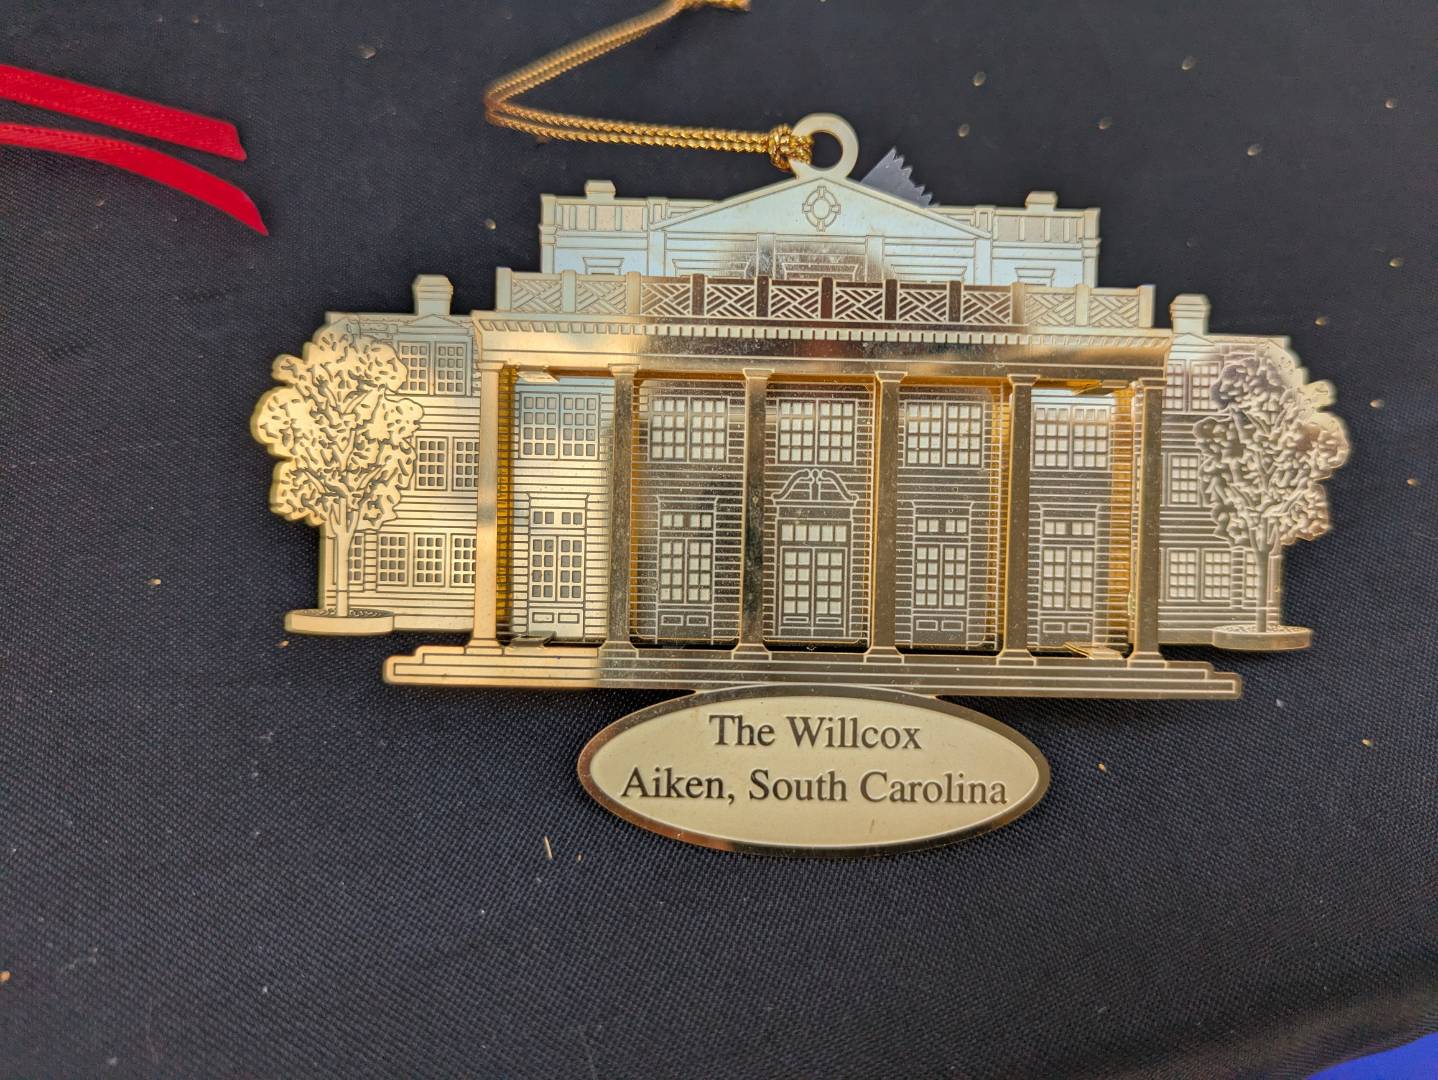 The Willcox
Aiken, South Carolina